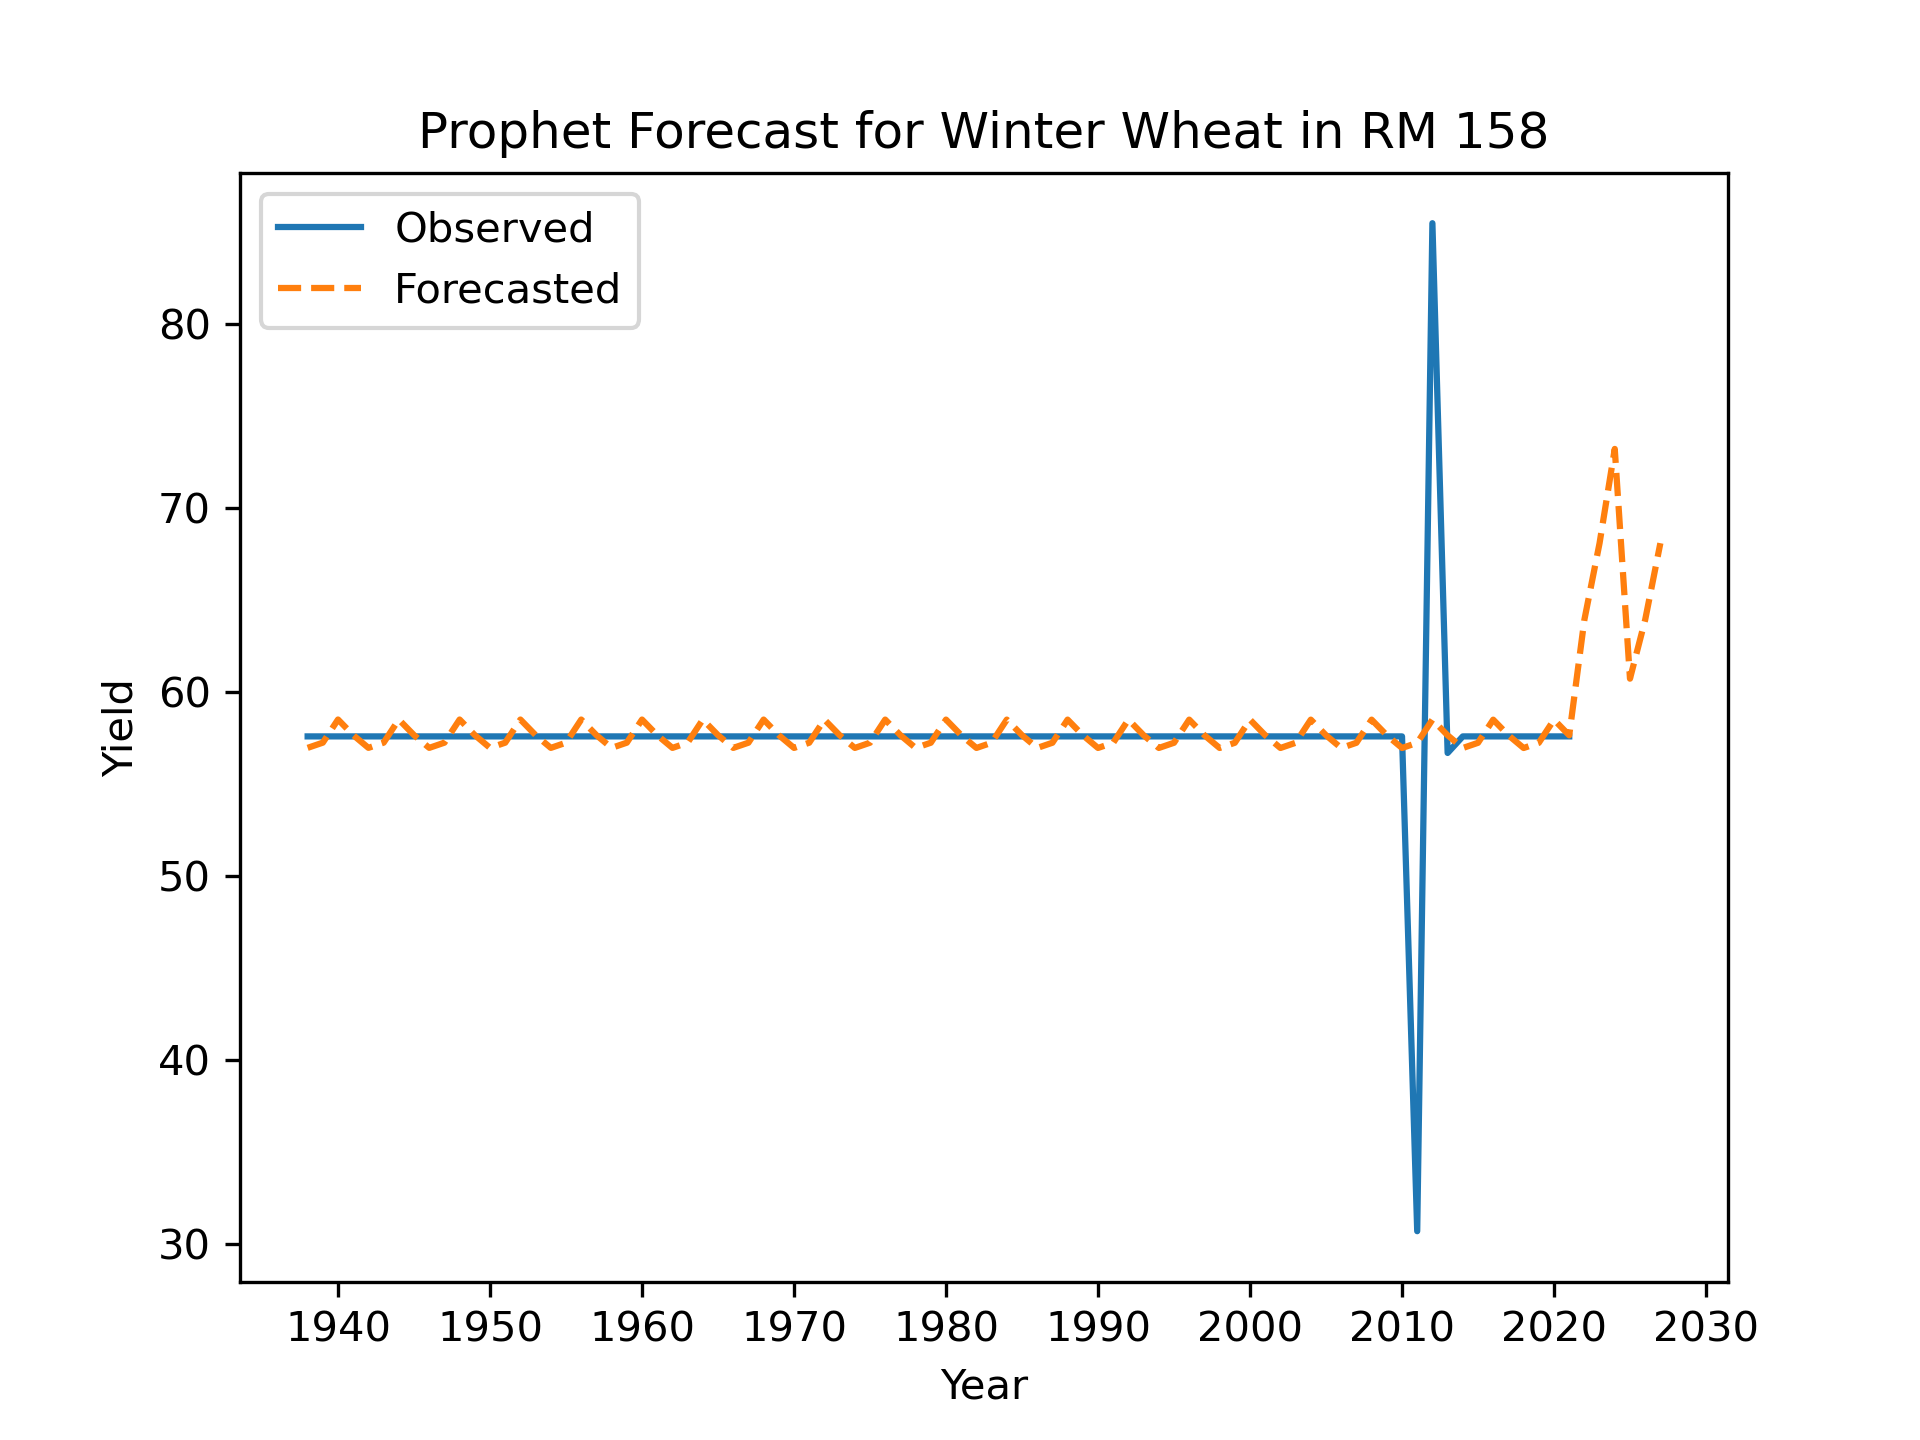 Prophet Forecast for Winter Wheat in RM 158
Observed
Forecasted
80
70
60
50
40
30
Yield
1940 1950 1960 1970 1980 1990 2000 2010 2020 2030
Year